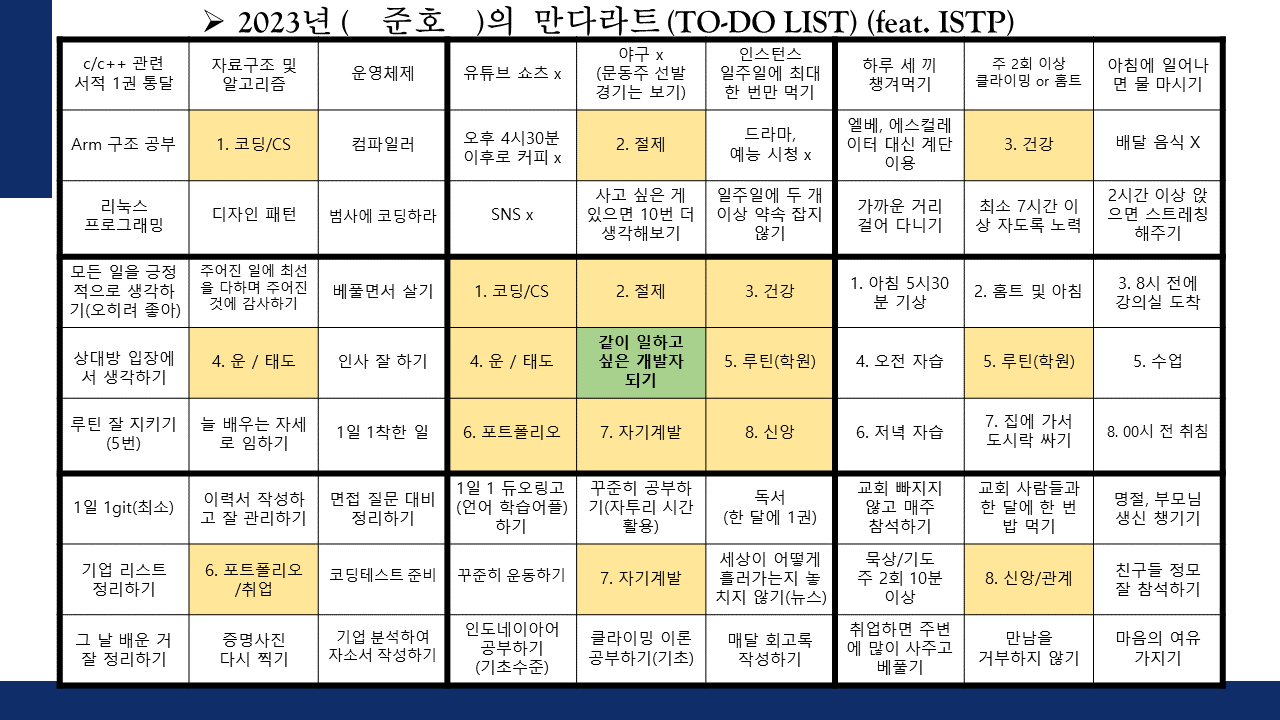 ➢ 2023년 ( 준호 )의 만다라트 (TO-DO LIST) (feat. ISTP)
c/c++ 관련
서적 1권 통달
자료구조 및
알고리즘
운영체제
유튜브 쇼츠 x
야구 x
(문동주 선발
경기는 보기)
인스턴스
일주일에 최대
한 번만 먹기
하루 세 끼
챙겨먹기
주 2회 이상
클라이밍 or 홈트
아침에 일어나
면 물 마시기
Arm 구조 공부
1. 코딩/CS
컴파일러
오후 4시30분
이후로 커피 x
2. 절제
드라마,
예능 시청 x
엘베, 에스컬레
이터 대신 계단
이용
3. 건강
배달 음식 X
리눅스
프로그래밍
디자인 패턴
범사에 코딩하라
SNS x
사고 싶은 게
있으면 10번 더
생각해보기
일주일에 두 개
이상 약속 잡지
않기
가까운 거리
걸어 다니기
최소 7시간 이
상 자도록 노력
2시간 이상 앉
으면 스트레칭
해주기
모든 일을 긍정
적으로 생각하
기(오히려 좋아)
주어진 일에 최선
을 다하며 주어진
것에 감사하기
베풀면서 살기
1. 코딩/CS
2. 절제
3. 건강
1. 아침 5시30
분 기상
2. 홈트 및 아침
3. 8시 전에
강의실 도착
상대방 입장에
서 생각하기
4. 운 / 태도
인사 잘 하기
4. 운 / 태도
같이 일하고
싶은 개발자
되기
5. 루틴(학원)
4. 오전 자습
5. 루틴(학원)
5. 수업
루틴 잘 지키기
(5번)
늘 배우는 자세
로 임하기
1일 1착한 일
6. 포트폴리오
7. 자기계발
8. 신앙
6. 저녁 자습
7. 집에 가서
도시락 싸기
8. 00시 전 취침
1일 1git(최소)
이력서 작성하
고 잘 관리하기
면접 질문 대비
정리하기
1일 1 듀오링고
(언어 학습어플)
하기
꾸준히 공부하
기(자투리 시간
활용)
독서
(한 달에 1권)
교회 빠지지
않고 매주
참석하기
교회 사람들과
한 달에 한 번
밥 먹기
명절, 부모님
생신 챙기기
기업 리스트
정리하기
6. 포트폴리오
/취업
코딩테스트 준비
꾸준히 운동하기
7. 자기계발
세상이 어떻게
흘러가는지 놓
치지 않기(뉴스)
묵상/기도
주 2회 10분
이상
8. 신앙/관계
친구들 정모
잘 참석하기
그 날 배운 거
잘 정리하기
증명사진
다시 찍기
기업 분석하여
자소서 작성하기
인도네이아어
공부하기
(기초수준)
클라이밍 이론
공부하기(기초)
매달 회고록
작성하기
취업하면 주변
에 많이 사주고
베풀기
만남을
거부하지 않기
마음의 여유
가지기